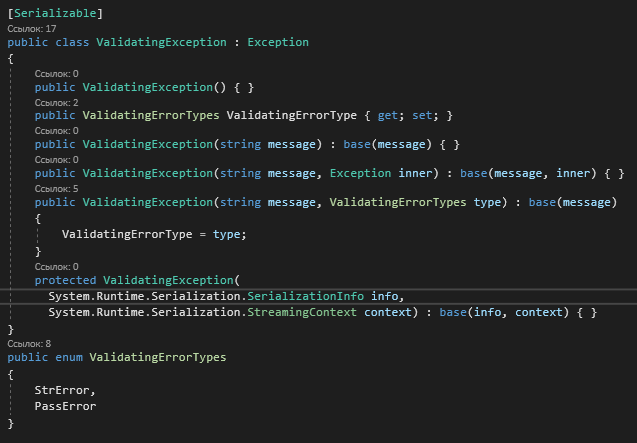 [Serializable]
Ссылок: 17
public class ValidatingException : Exception
{
Ссылок: 0
public ValidatingException() { }
Ссылок: 2
public ValidatingErrorTypes ValidatingErrorType { get; set; }
Ссылок: 0
public ValidatingException(string message) : base(message) { }
Ссылок: 0
public ValidatingException(string message, Exception inner) : base(message, inner) { }
Ссылок: 5
public ValidatingException(string message, ValidatingErrorTypes type) : base(message)
{
ValidatingErrorType = type;
}
Ссылок: 0
protected ValidatingException(
System.Runtime.Serialization.SerializationInfo info,
System.Runtime.Serialization.StreamingContext context) : base(info, context) { }
}
Ссылок: 8
public enum ValidatingErrorTypes
{
StrError,
PassError
}